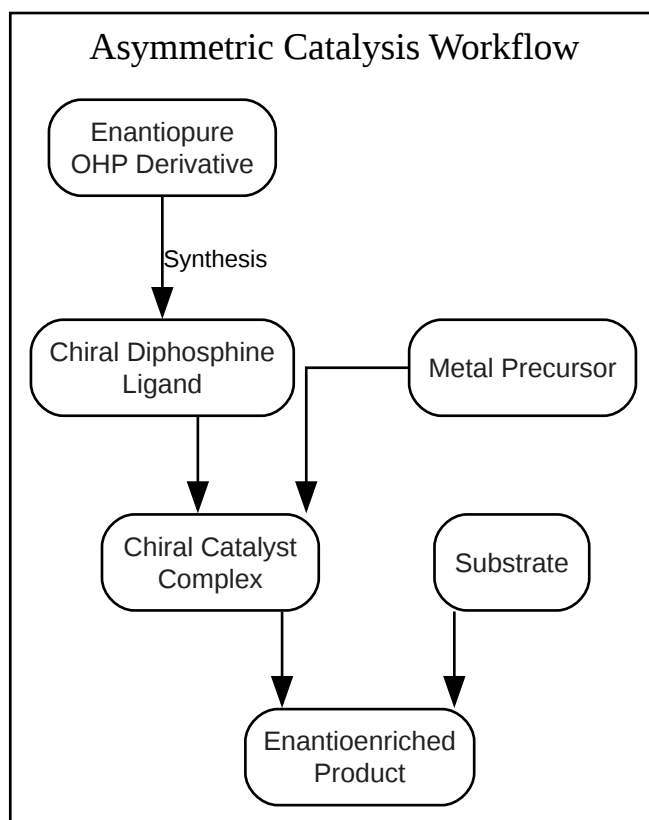 Asymmetric Catalysis Workflow
Enantiopure
OHP Derivative
Synthesis
Chiral Diphosphine
Ligand
Metal Precursor
Chiral Catalyst
Complex
Substrate
Enantioenriched
Product